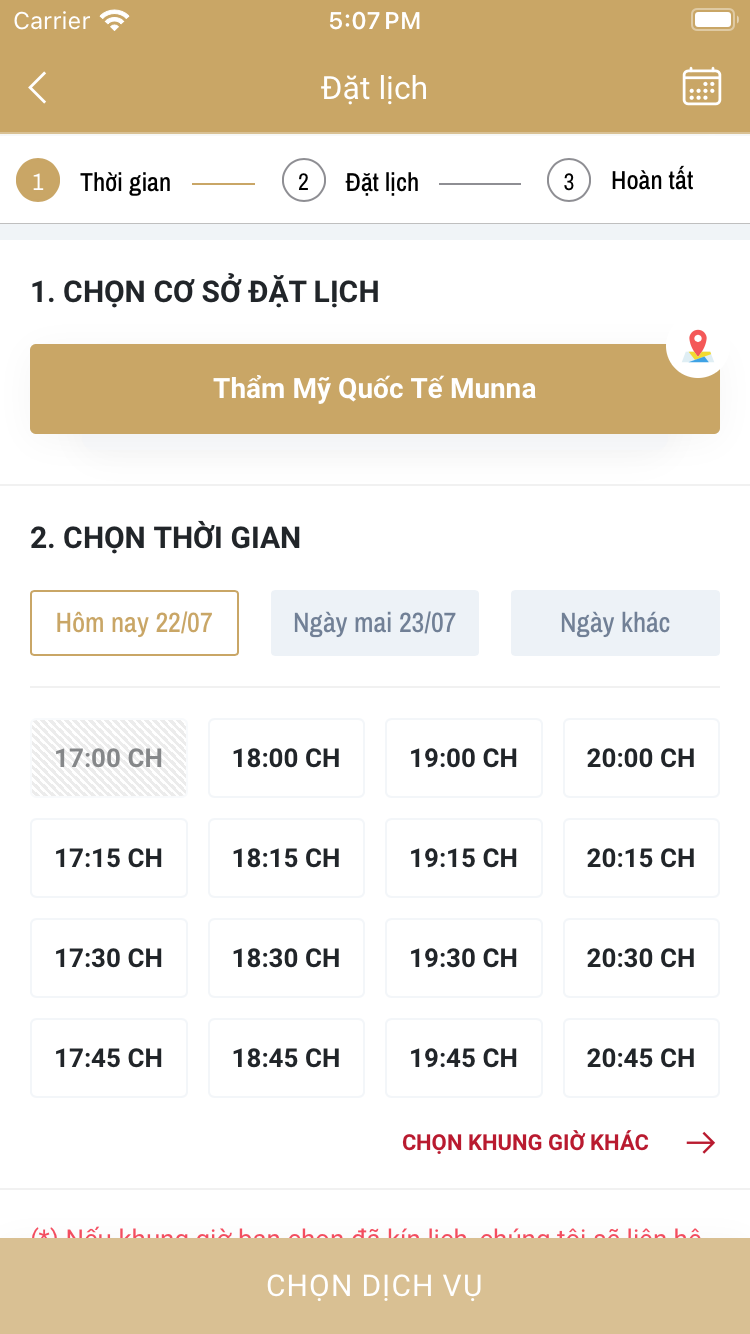 Carrier 5:07 PM
Đặt lịch
1 Thời gian 2 Đặt lịch 3 Hoàn tất
1. CHỌN CƠ SỞ ĐẶT LỊCH
Thẩm Mỹ Quốc Tế Munna
2. CHỌN THỜI GIAN
Hôm nay 22/07 Ngày mai 23/07 Ngày khác
17:00 CH 18:00 CH 19:00 CH 20:00 CH
17:15 CH 18:15 CH 19:15 CH 20:15 CH
17:30 CH 18:30 CH 19:30 CH 20:30 CH
17:45 CH 18:45 CH 19:45 CH 20:45 CH
CHỌN KHUNG GIỜ KHÁC
(*) Nếu khung giờ bạn chọn đã kín lịch, chúng tôi sẽ liên hệ
CHỌN DỊCH VỤ